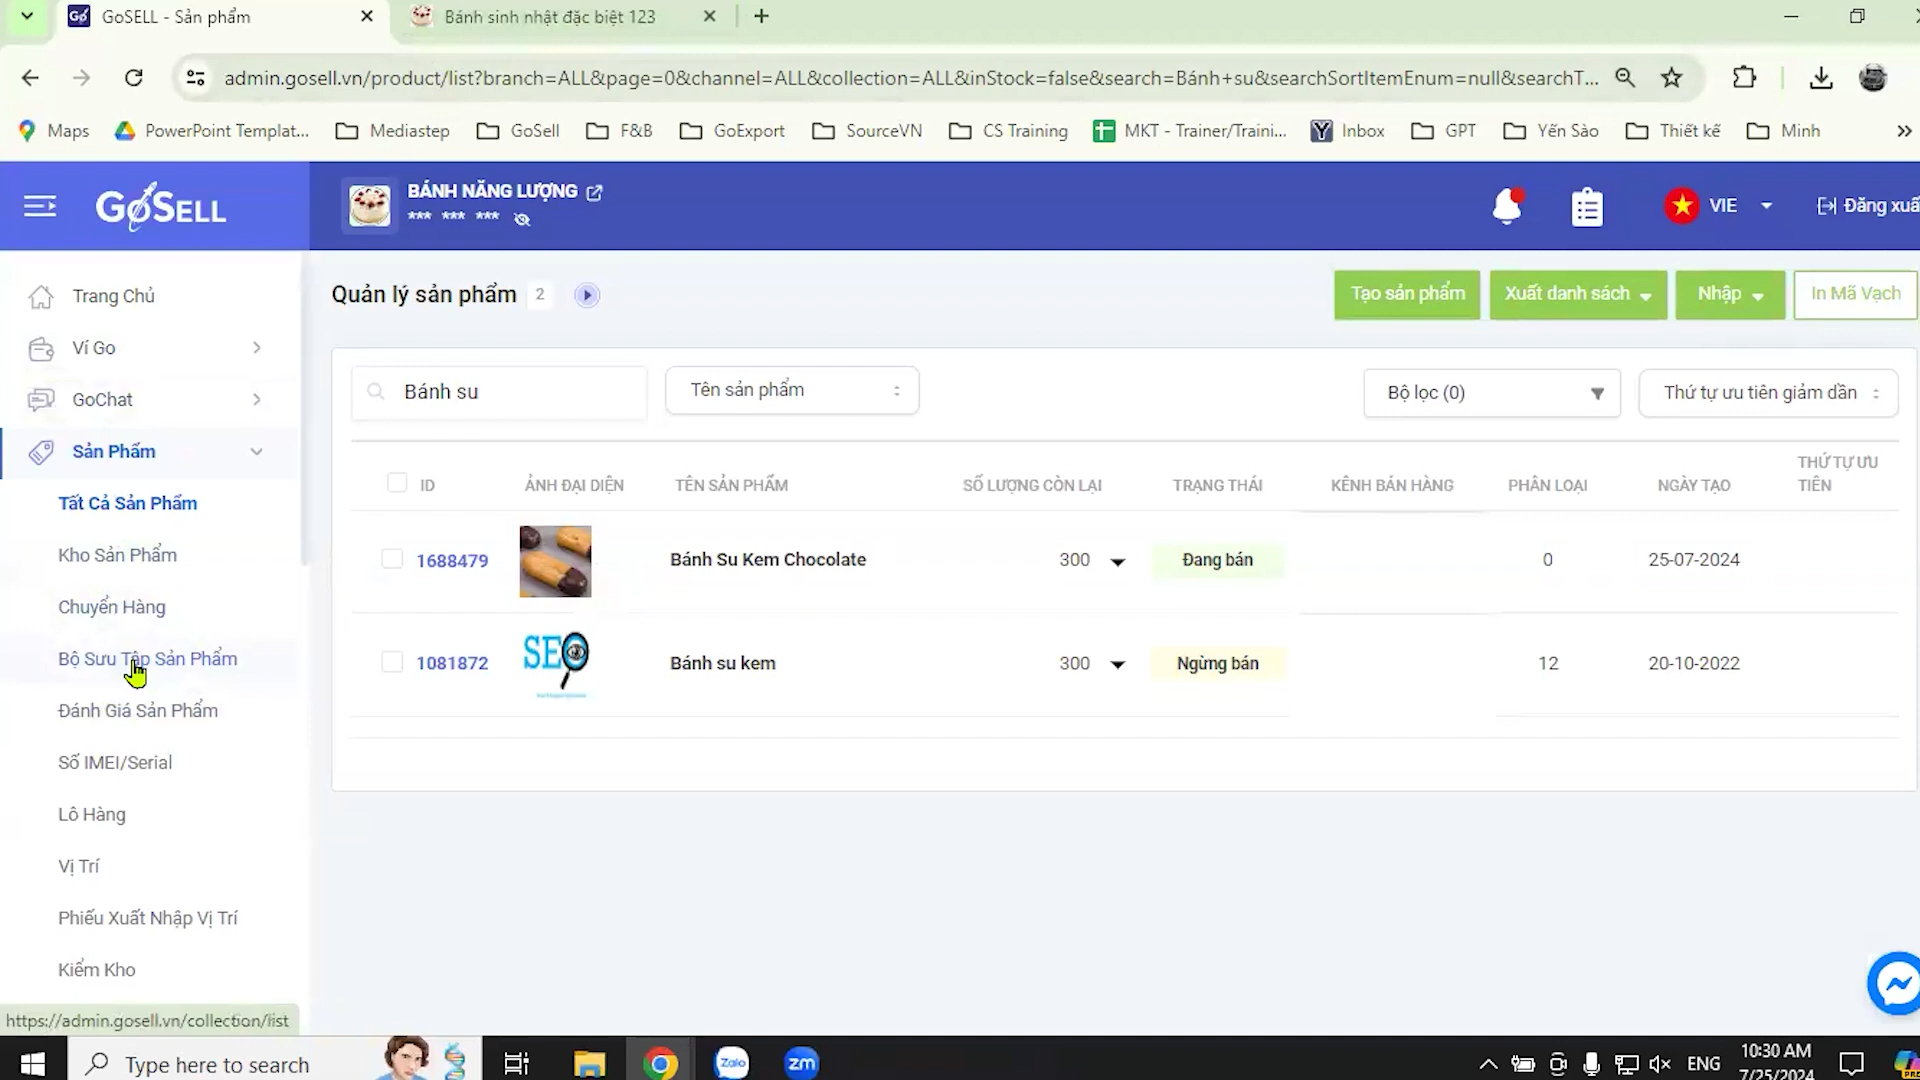 GoSELL - Sản phẩm
Bánh sinh nhật đặc biệt 123
admin.gosell.vn/product/list?branch=ALL&page=0&channel=ALL&collection=ALL&inStock=false&search=Bánh+su&searchSortItemEnum=null&searchT...
Maps
PowerPoint Templat...
Mediastep
GoSell
F&B
GoExport
SourceVN
CS Training
MKT - Trainer/Traini...
Inbox
GPT
Yến Sào
Thiết kế
Minh
GoSELL
BÁNH NĂNG LƯỢNG
*** *** ***
VIE
Đăng xuấ
Trang Chủ
Ví Go
GoChat
Sản Phẩm
Tất Cả Sản Phẩm
Kho Sản Phẩm
Chuyển Hàng
Bộ Sưu Tập Sản Phẩm
Đánh Giá Sản Phẩm
Số IMEI/Serial
Lô Hàng
Vị Trí
Phiếu Xuất Nhập Vị Trí
Kiểm Kho
Quản lý sản phẩm 2
Tạo sản phẩm
Xuất danh sách
Nhập
In Mã Vạch
Bánh su
Tên sản phẩm
Bộ lọc (0)
Thứ tự ưu tiên giảm dần
ID
ẢNH ĐẠI DIỆN
TÊN SẢN PHẨM
SỐ LƯỢNG CÒN LẠI
TRẠNG THÁI
KÊNH BÁN HÀNG
PHÂN LOẠI
NGÀY TẠO
THỨ TỰ ƯU
TIÊN
1688479
Bánh Su Kem Chocolate
300
Đang bán
0
25-07-2024
1081872
SEO
Bánh su kem
300
Ngừng bán
12
20-10-2022
https://admin.gosell.vn/collection/list
Type here to search
Zalo
zm
ENG
10:30 AM
7/25/2024
PRE